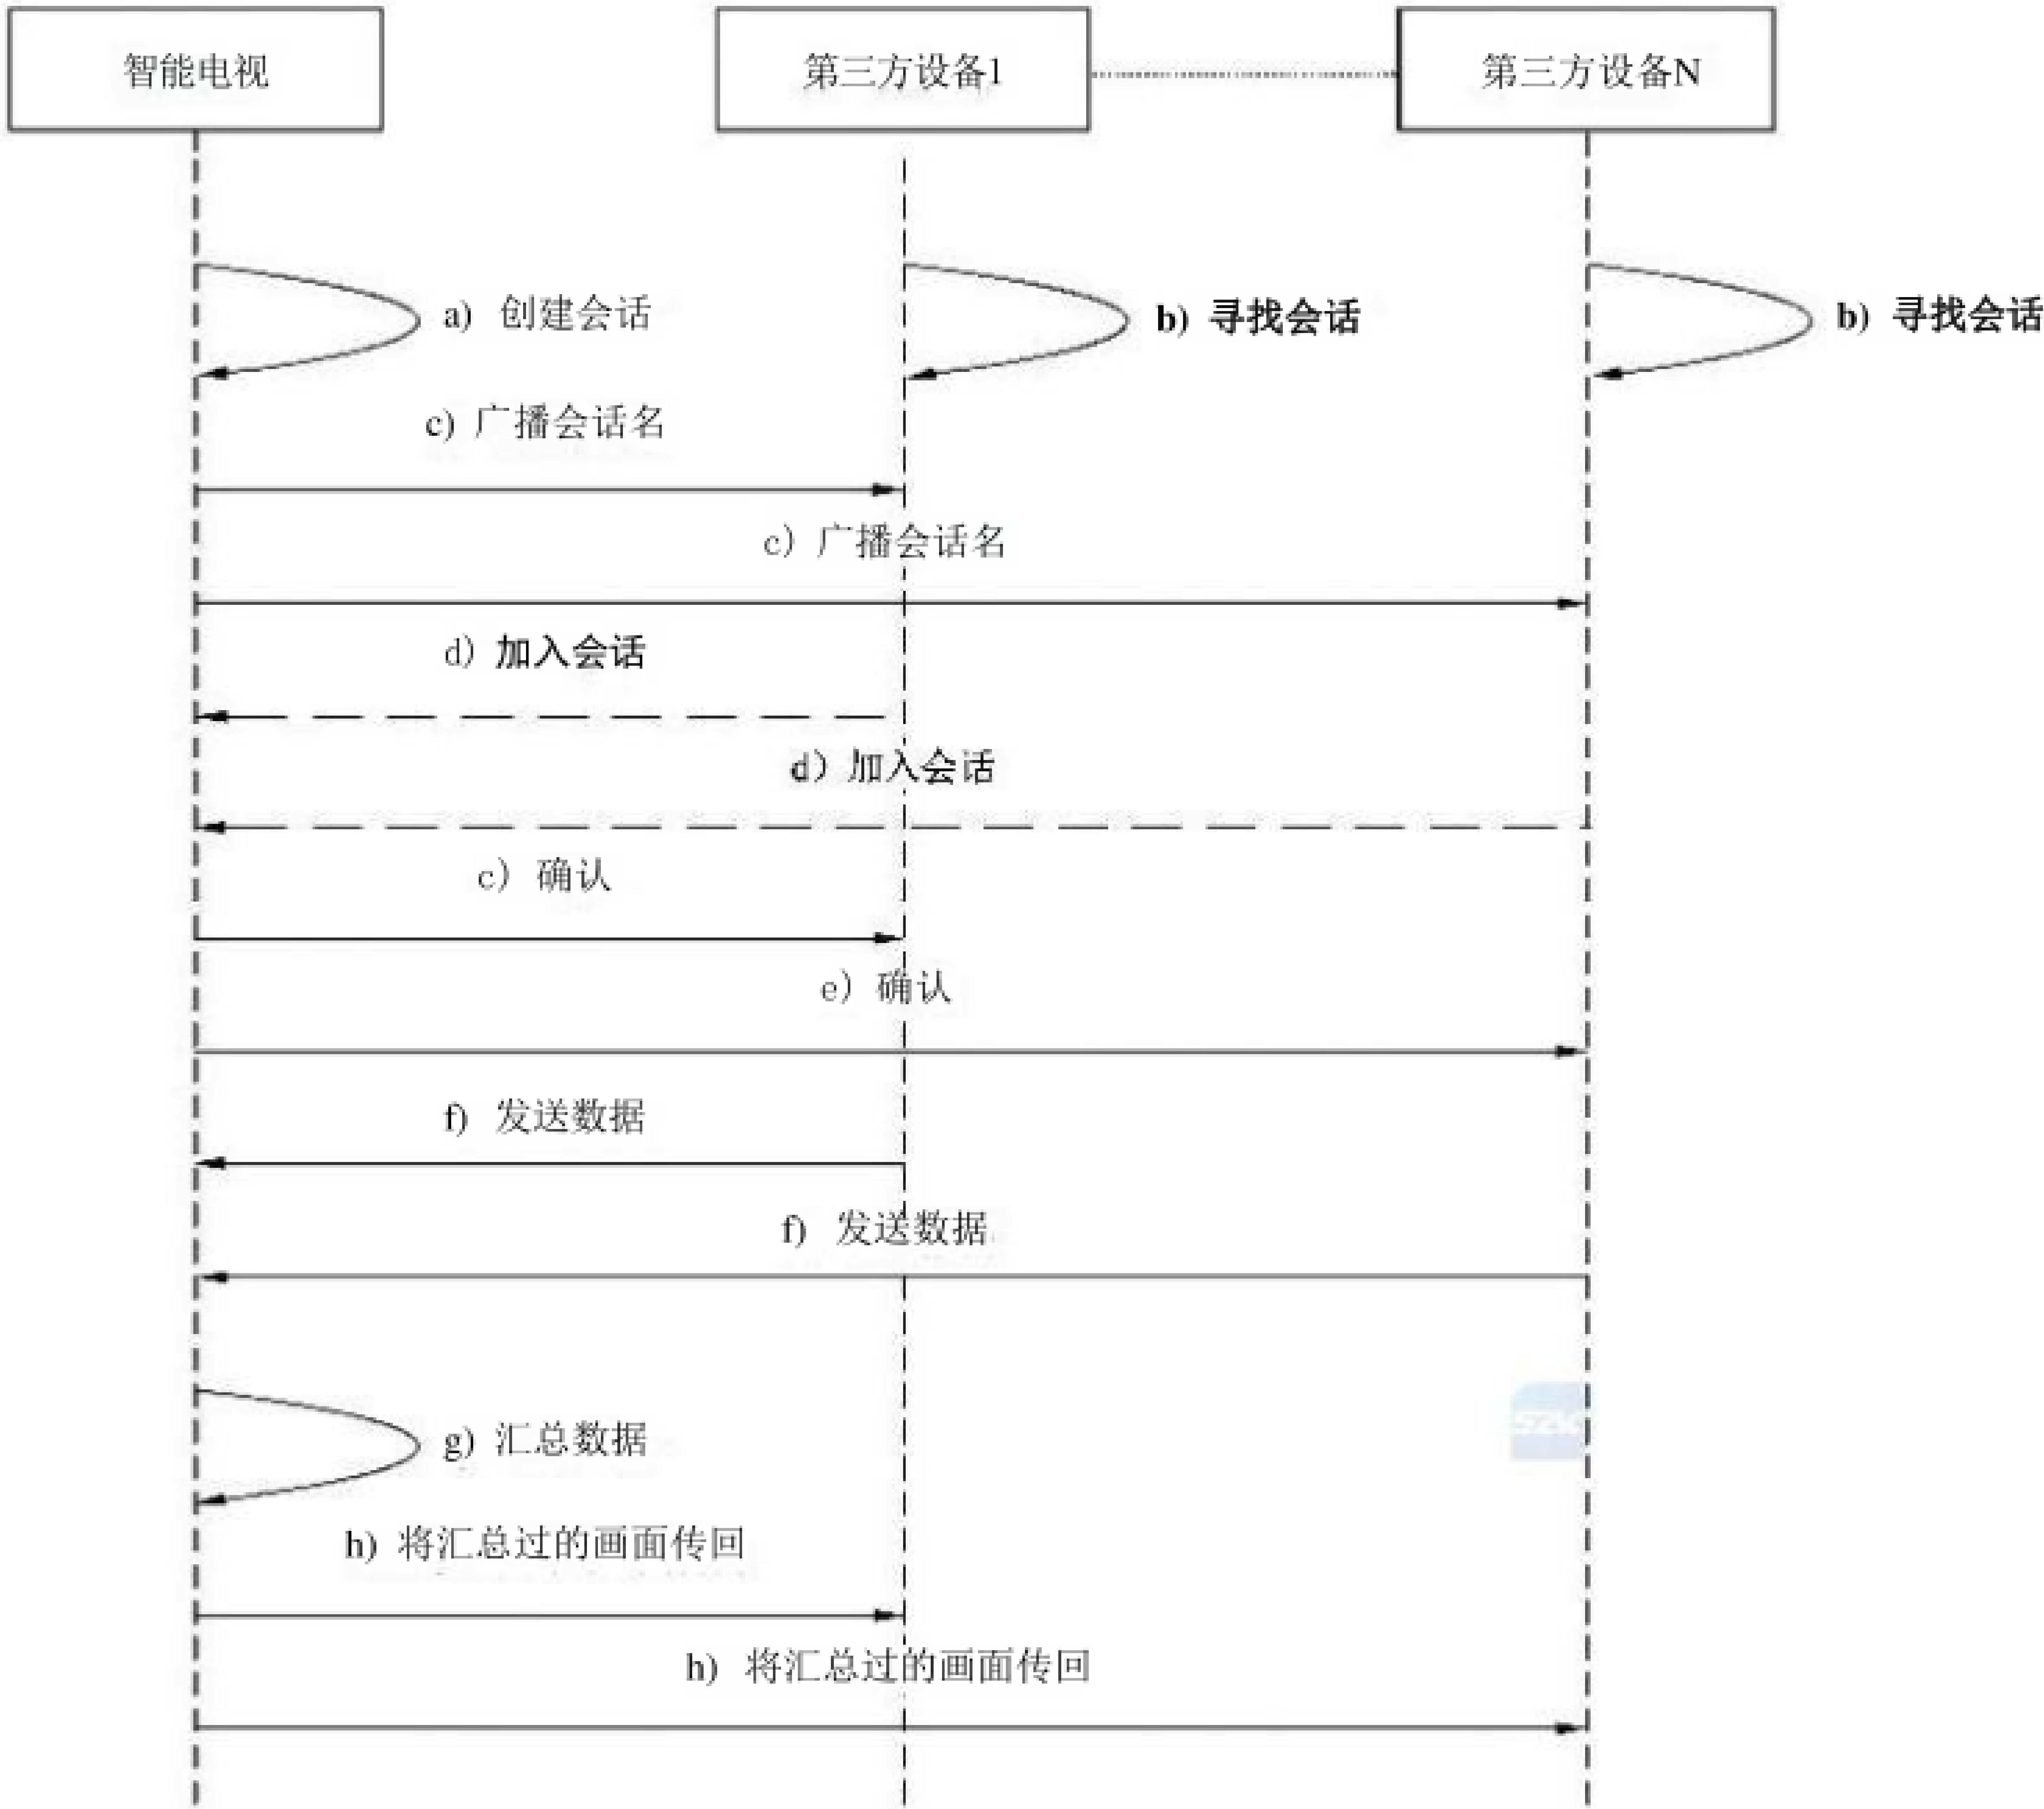 智能电视
第三方设备1
第三方设备N
a) 创建会话
b) 寻找会话
b) 寻找会话
c) 广播会话名
c) 广播会话名
d) 加入会话
d) 加入会话
c) 确认
e) 确认
f) 发送数据
f) 发送数据
g) 汇总数据
h) 将汇总过的画面传回
h) 将汇总过的画面传回